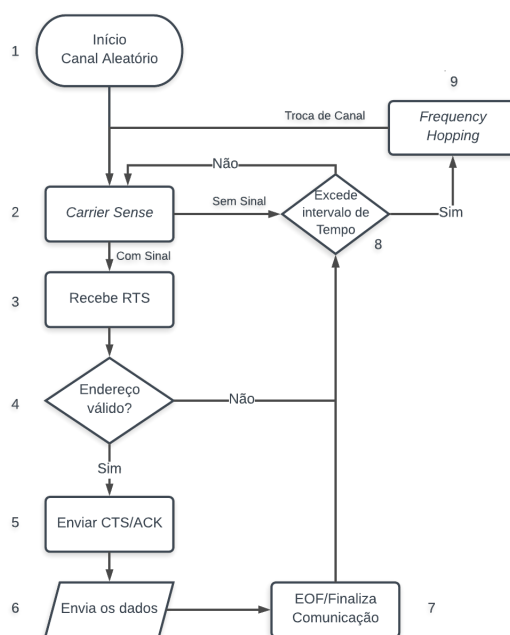 1
Início
Canal Aleatório
9
Troca de Canal
Frequency
Hopping
Não
2
Carrier Sense
Sem Sinal
Excede
intervalo de
Tempo
Sim
8
Com Sinal
3
Recebe RTS
4
Endereço
válido?
Não
Sim
5
Enviar CTS/ACK
6
Envia os dados
EOF/Finaliza
Comunicação
7